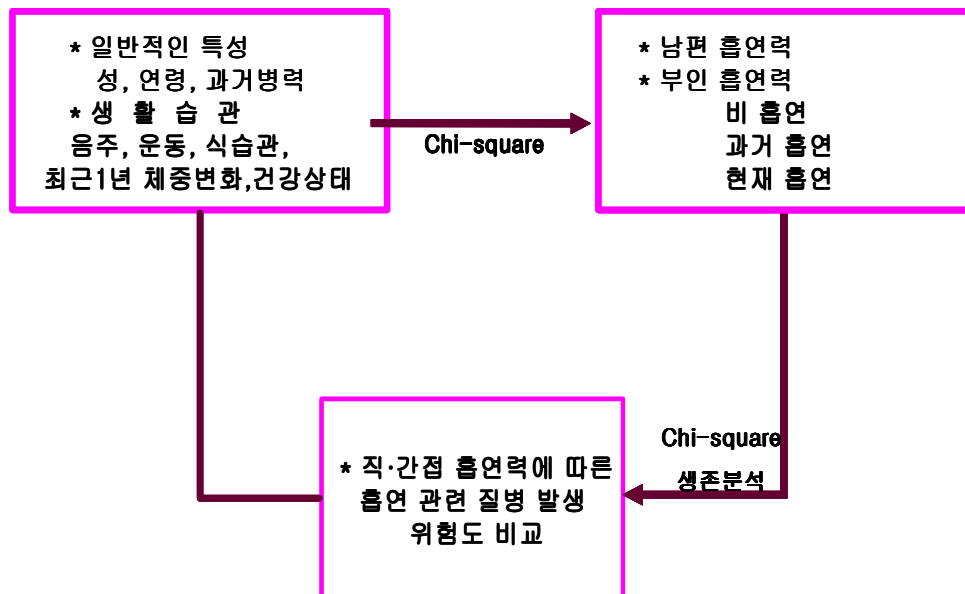 * 일반적인 특성
성, 연령, 과거병력
* 생 활 습 관
음주, 운동, 식습관,
최근1년 체중변화,건강상태
Chi-square
* 남편 흡연력
* 부인 흡연력
비 흡연
과거 흡연
현재 흡연
Chi-square
생존분석
* 직·간접 흡연력에 따른
흡연 관련 질병 발생
위험도 비교